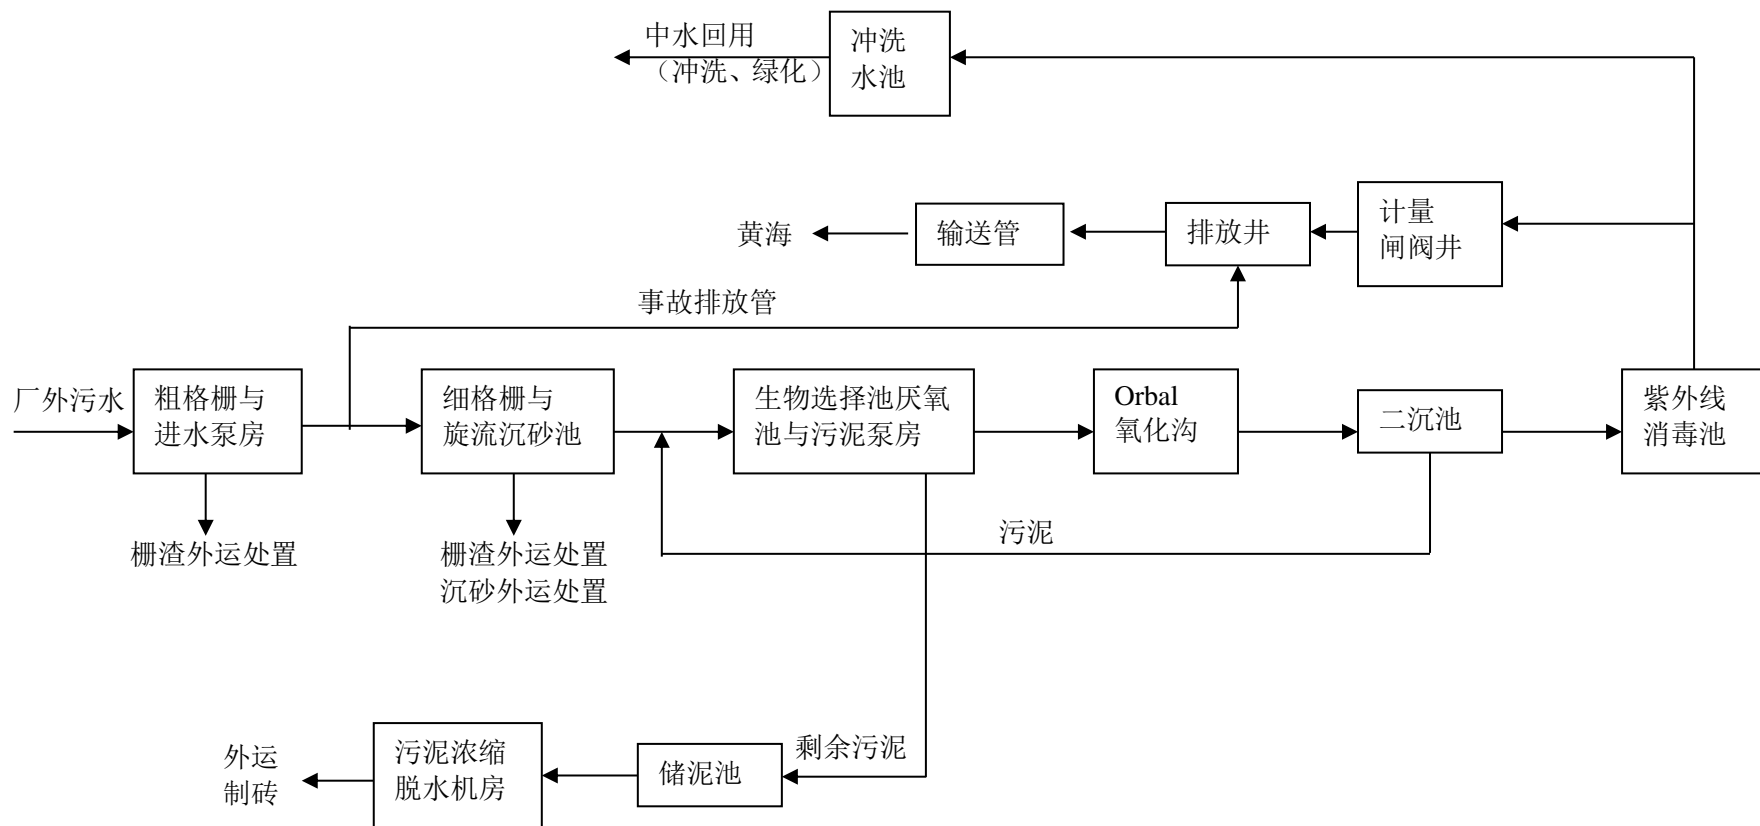 中水回用
（冲洗、绿化）
冲洗
水池
黄海
输送管
排放井
计量
闸阀井
事故排放管
厂外污水
粗格栅与
进水泵房
细格栅与
旋流沉砂池
生物选择池厌氧
池与污泥泵房
Orbal
氧化沟
二沉池
紫外线
消毒池
栅渣外运处置
栅渣外运处置
沉砂外运处置
污泥
外运
制砖
污泥浓缩
脱水机房
储泥池
剩余污泥